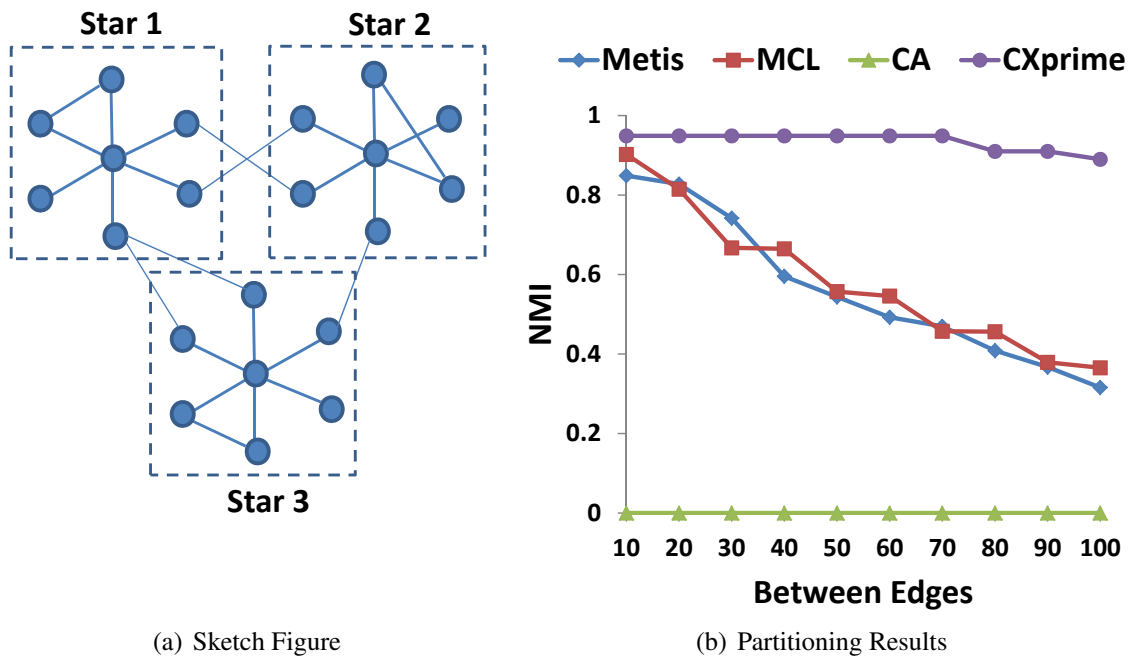 Star 1
Star 2
Star 3
(a) Sketch Figure
Metis MCL CA CXprime
NMI
1
0.8
0.6
0.4
0.2
0
10 20 30 40 50 60 70 80 90 100
Between Edges
(b) Partitioning Results